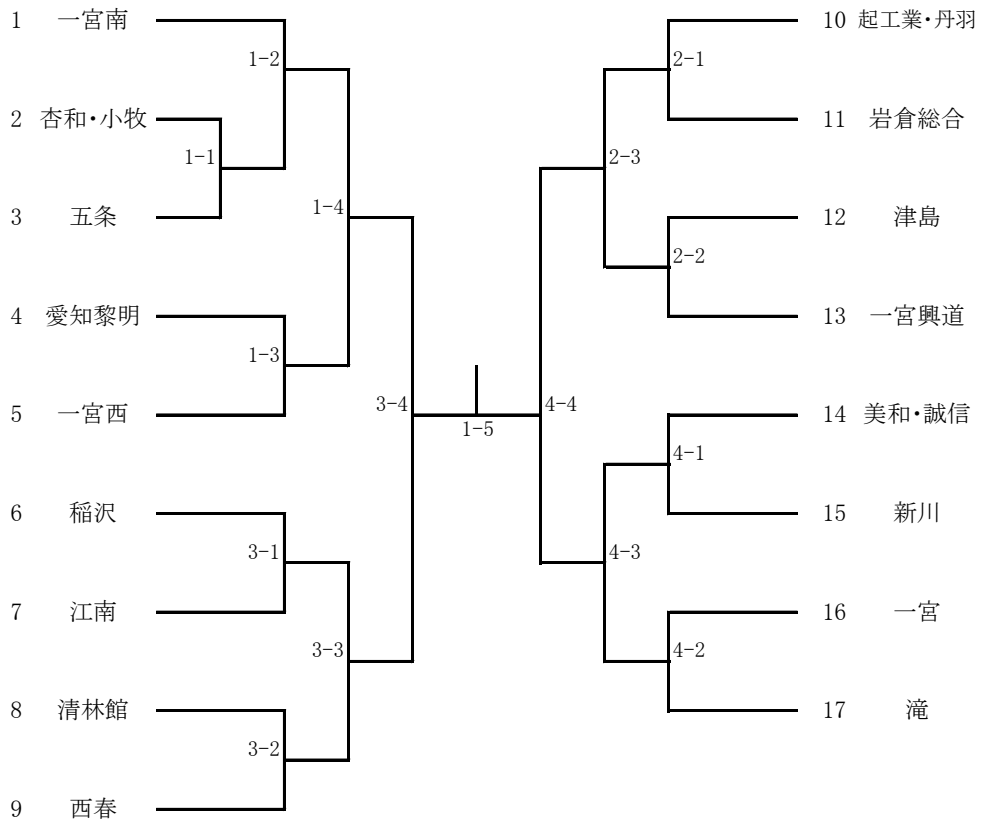 1 一宮南
2 杏和・小牧
3 五条
4 愛知黎明
5 一宮西
6 稲沢
7 江南
8 清林館
9 西春
1-2
1-1
1-4
1-3
3-4
3-1
3-3
3-2
1-5
10 起工業・丹羽
11 岩倉総合
12 津島
13 一宮興道
14 美和・誠信
15 新川
16 一宮
17 滝
2-1
2-3
2-2
4-4
4-1
4-3
4-2